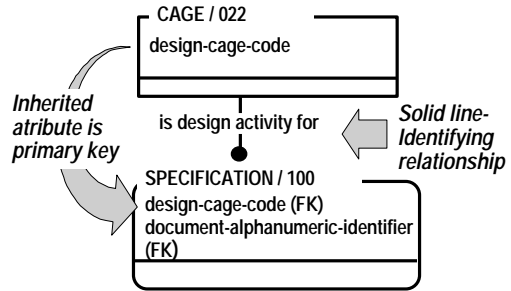 CAGE / 022
design-cage-code
Inherited
atribute is
primary key
is design activity for
Solid line-
Identifying
relationship
SPECIFICATION / 100
design-cage-code (FK)
document-alphanumeric-identifier
(FK)